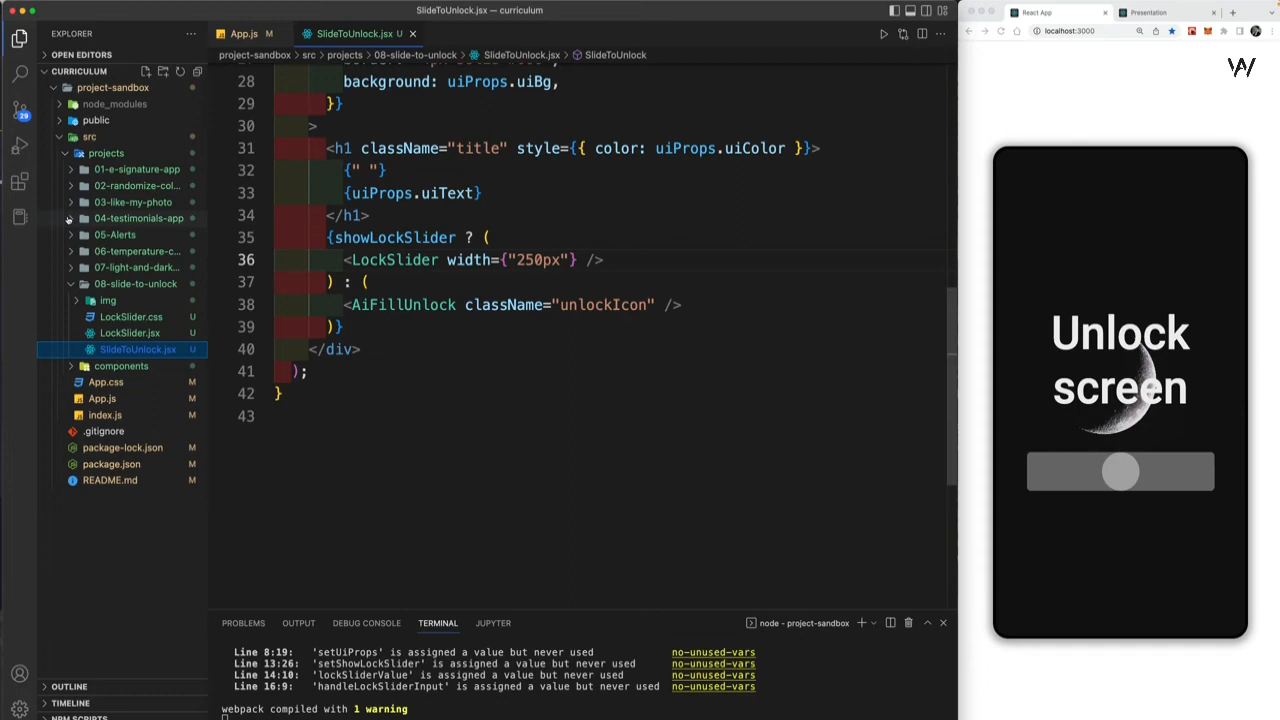 SlideToUnlock.jsx — curriculum
EXPLORER
OPEN EDITORS
CURRICULUM
project-sandbox
node_modules
public
src
projects
01-e-signature-app
02-randomize-col...
03-like-my-photo
04-testimonials-app
05-Alerts
06-temperature-c...
07-light-and-dark...
08-slide-to-unlock
img
LockSlider.css U
LockSlider.jsx U
SlideToUnlock.jsx U
components
App.css M
App.js M
index.js M
.gitignore
package-lock.json M
package.json M
README.md M
OUTLINE
TIMELINE
29
App.js M
SlideToUnlock.jsx U
project-sandbox > src > projects > 08-slide-to-unlock > SlideToUnlock.jsx > SlideToUnlock
28 background: uiProps.uiBg,
29 }}
30 >
31 <h1 className="title" style={{ color: uiProps.uiColor }}>
32 {" "}
33 {uiProps.uiText}
34 </h1>
35 {showLockSlider ? (
36 <LockSlider width={"250px"} />
37 ) : (
38 <AiFillUnlock className="unlockIcon" />
39 )}
40 </div>
41 );
42 }
43
PROBLEMS OUTPUT DEBUG CONSOLE TERMINAL JUPYTER
node - project-sandbox
Line 8:19: 'setUiProps' is assigned a value but never used no-unused-vars
Line 13:26: 'setShowLockSlider' is assigned a value but never used no-unused-vars
Line 14:10: 'lockSliderValue' is assigned a value but never used no-unused-vars
Line 16:9: 'handleLockSliderInput' is assigned a value but never used no-unused-vars
webpack compiled with 1 warning
React App
Presentation
localhost:3000
W
Unlock
screen